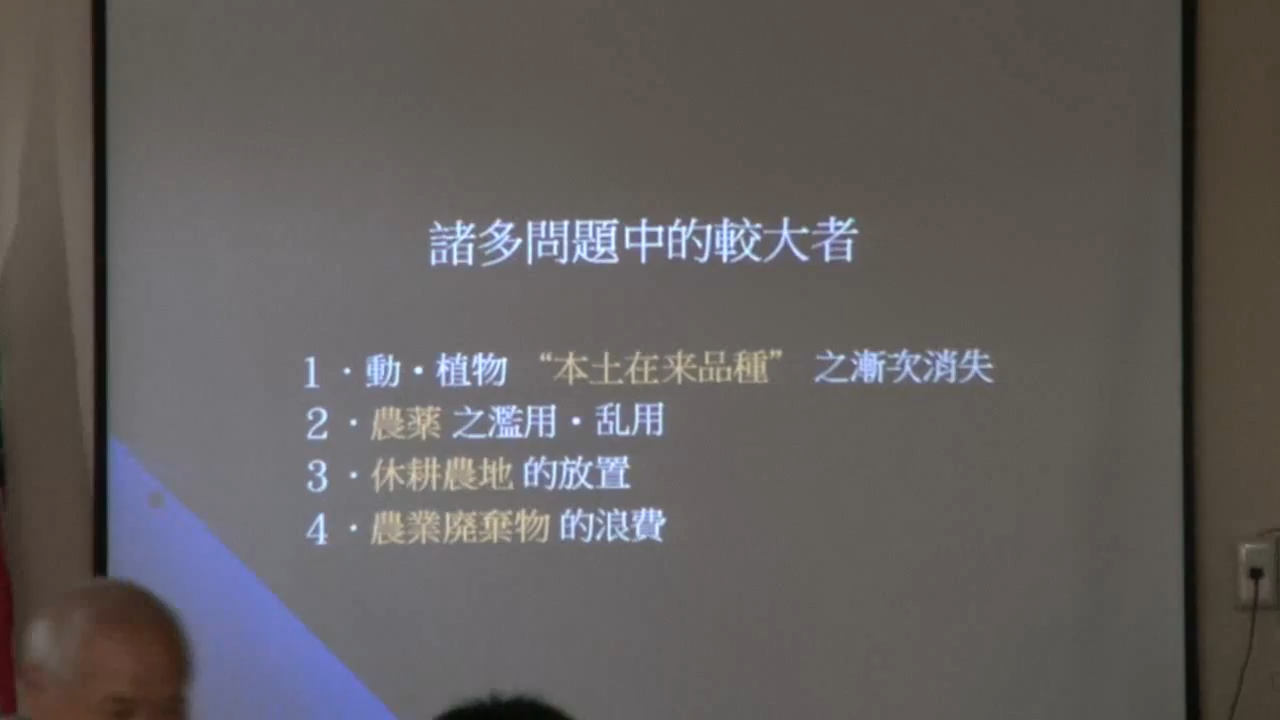 諸多問題中的較大者
1・動・植物 “本土在来品種” 之漸次消失
2・農薬 之濫用・乱用
3・休耕農地 的放置
4・農業廃棄物 的浪費